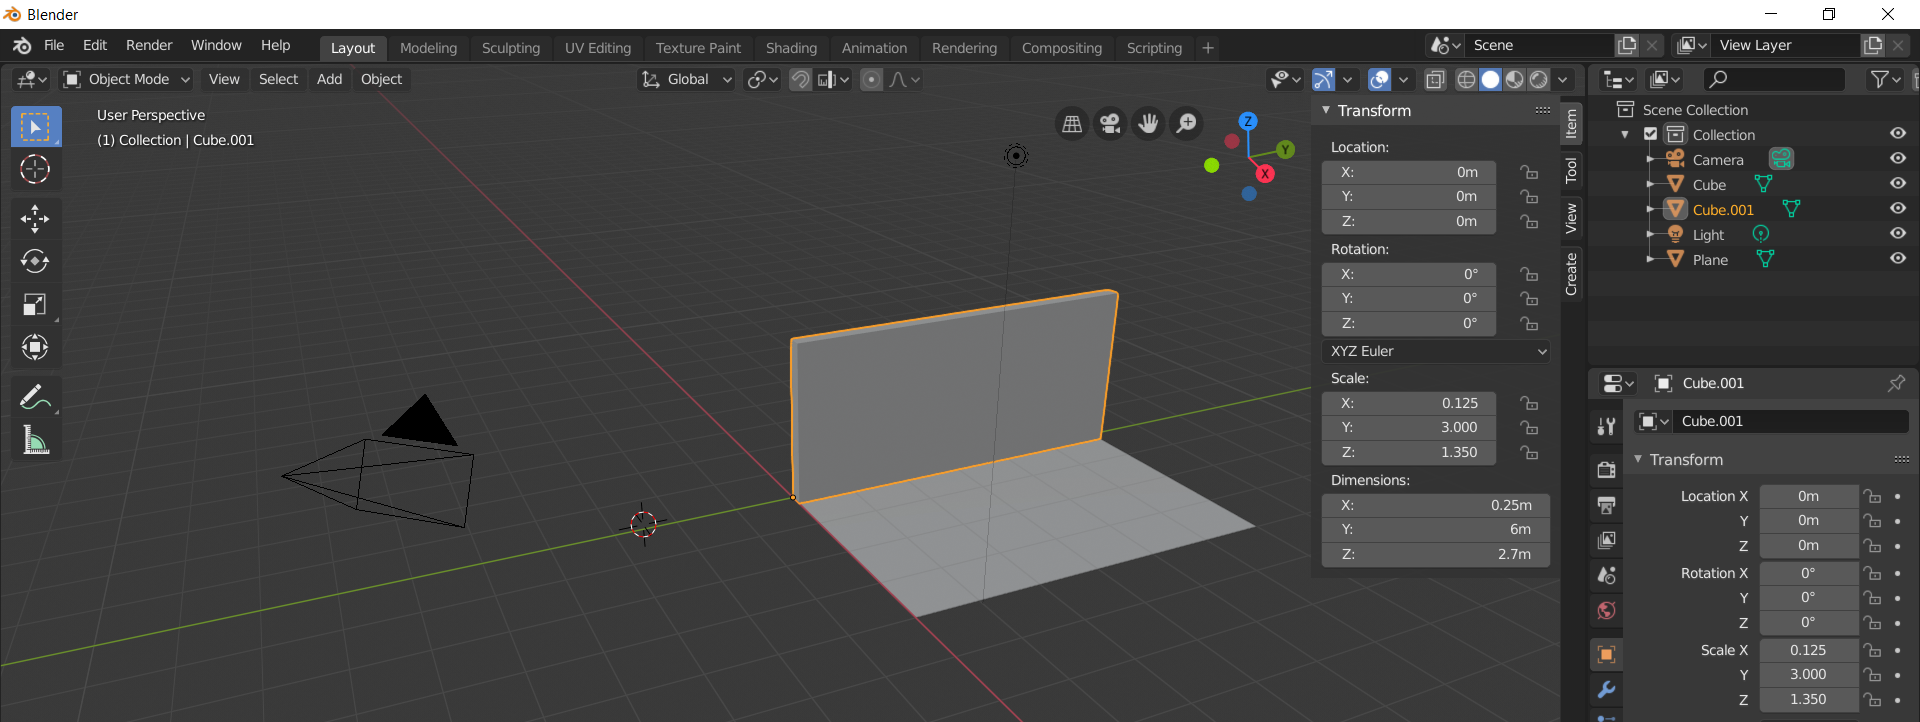 Blender
File Edit Render Window Help Layout Modeling Sculpting UV Editing Texture Paint Shading Animation Rendering Compositing Scripting + Scene View Layer
Object Mode View Select Add Object Global
User Perspective
(1) Collection | Cube.001
Z
Y
X
Transform
Location:
X: 0m
Y: 0m
Z: 0m
Rotation:
X: 0°
Y: 0°
Z: 0°
XYZ Euler
Scale:
X: 0.125
Y: 3.000
Z: 1.350
Dimensions:
X: 0.25m
Y: 6m
Z: 2.7m
Item
Tool
View
Create
Scene Collection
Collection
Camera
Cube
Cube.001
Light
Plane
Cube.001
Cube.001
Transform
Location X 0m
Y 0m
Z 0m
Rotation X 0°
Y 0°
Z 0°
Scale X 0.125
Y 3.000
Z 1.350